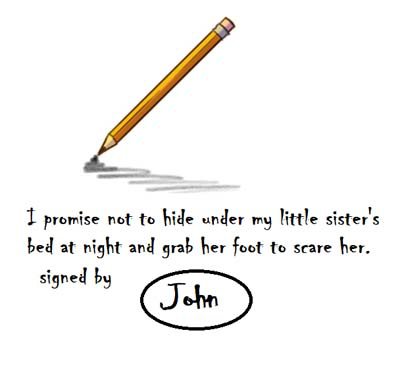 I promise not to hide under my little sister's
bed at night and grab her foot to scare her.
signed by
John